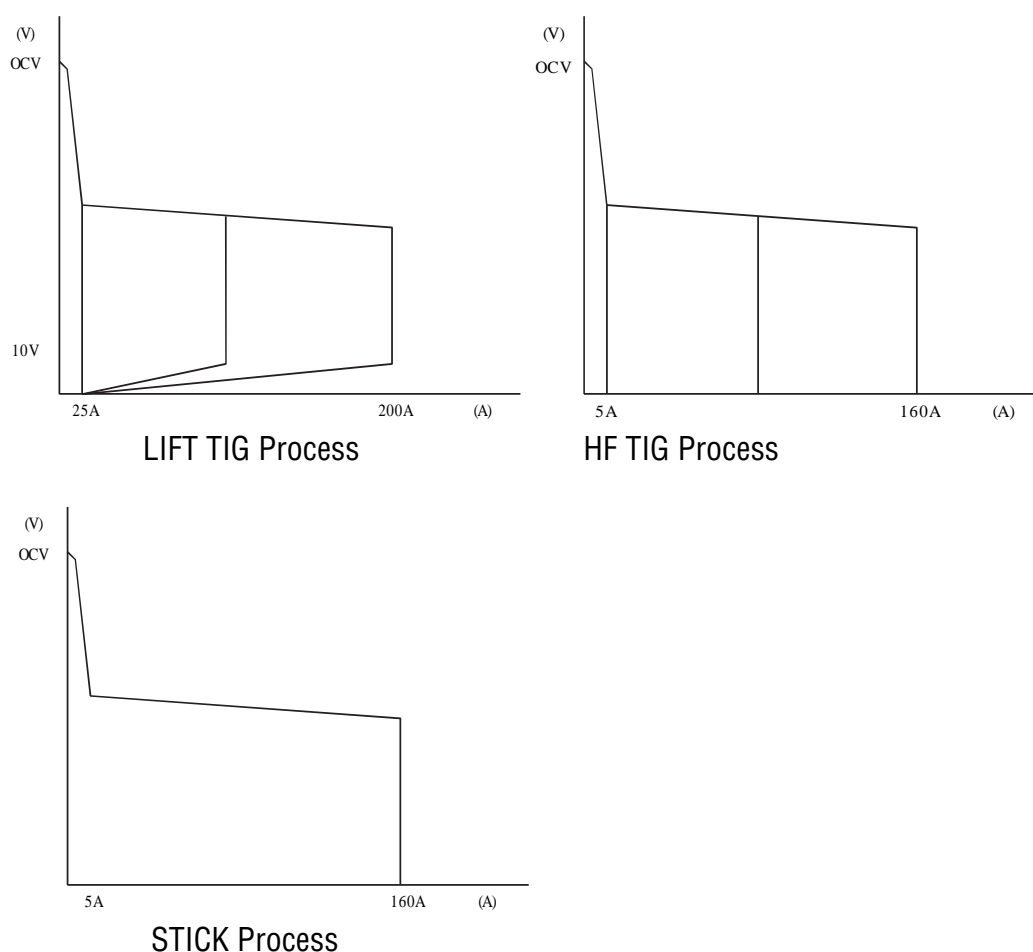 (V)
OCV
10V
25A 200A (A)
LIFT TIG Process
(V)
OCV
5A 160A (A)
HF TIG Process
(V)
OCV
5A 160A (A)
STICK Process